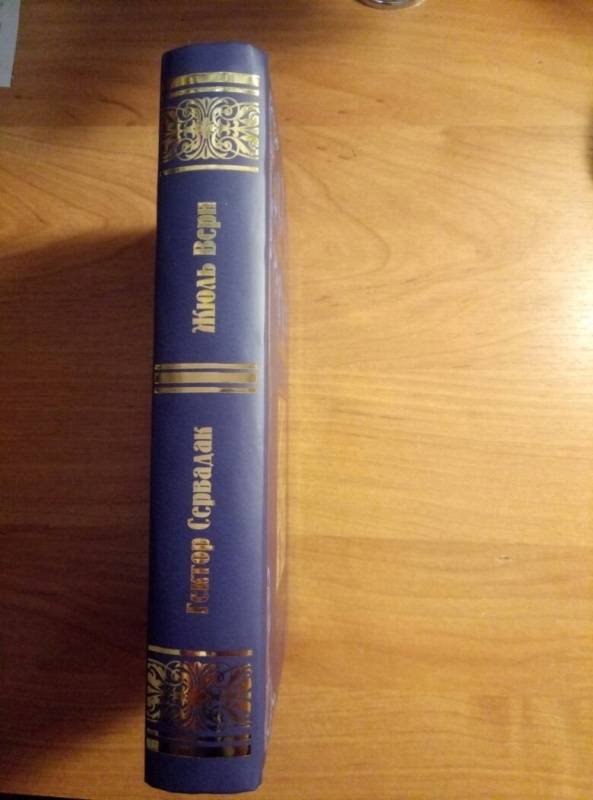 Жюль Верн
Гектор Сервадак